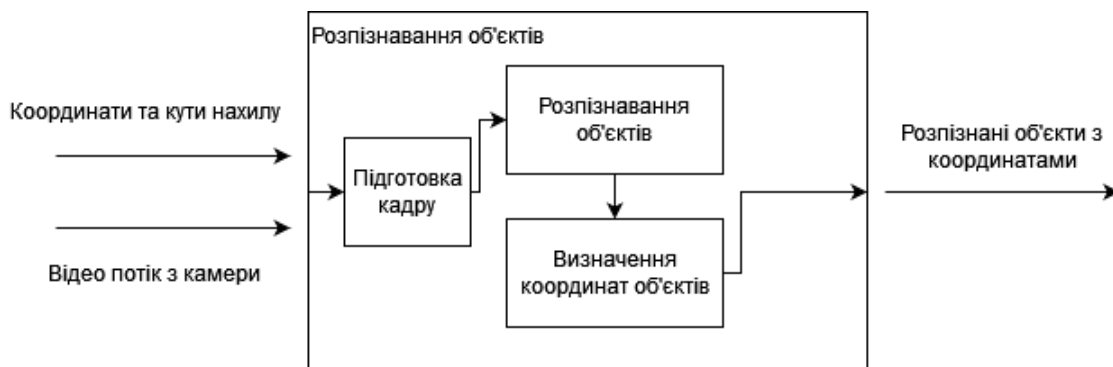 Розпізнавання об'єктів
Координати та кути нахилу
Розпізнавання
об'єктів
Розпізнані об'єкти з
координатами
Підготовка
кадру
Визначення
координат об'єктів
Відео потік з камери